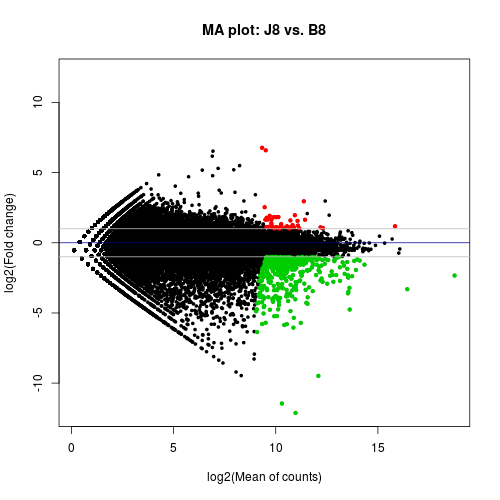 MA plot: J8 vs. B8
log2(Fold change)
10
5
0
-5
-10
0 5 10 15
log2(Mean of counts)